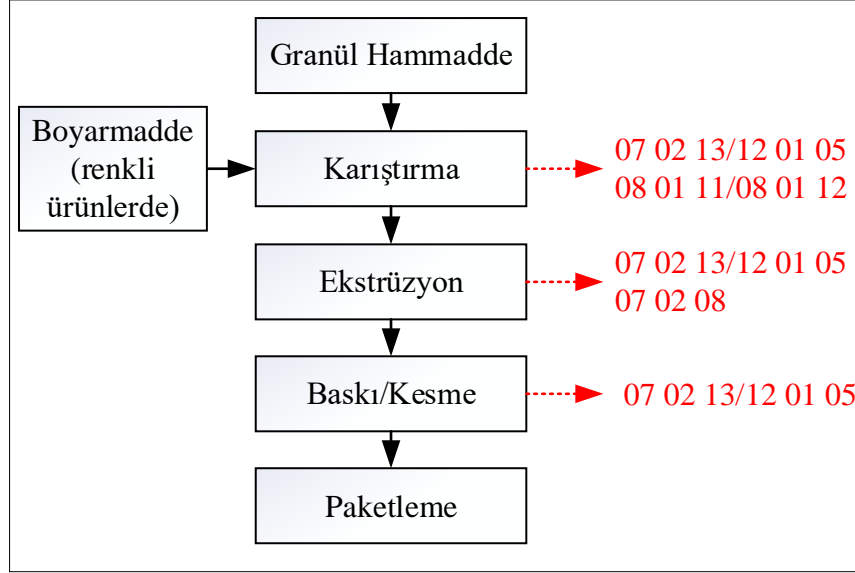 Granül Hammadde
Boyarmadde
(renkli
ürünlerde)
Karıştırma
07 02 13/12 01 05
08 01 11/08 01 12
Ekstrüzyon
07 02 13/12 01 05
07 02 08
Baskı/Kesme
07 02 13/12 01 05
Paketleme